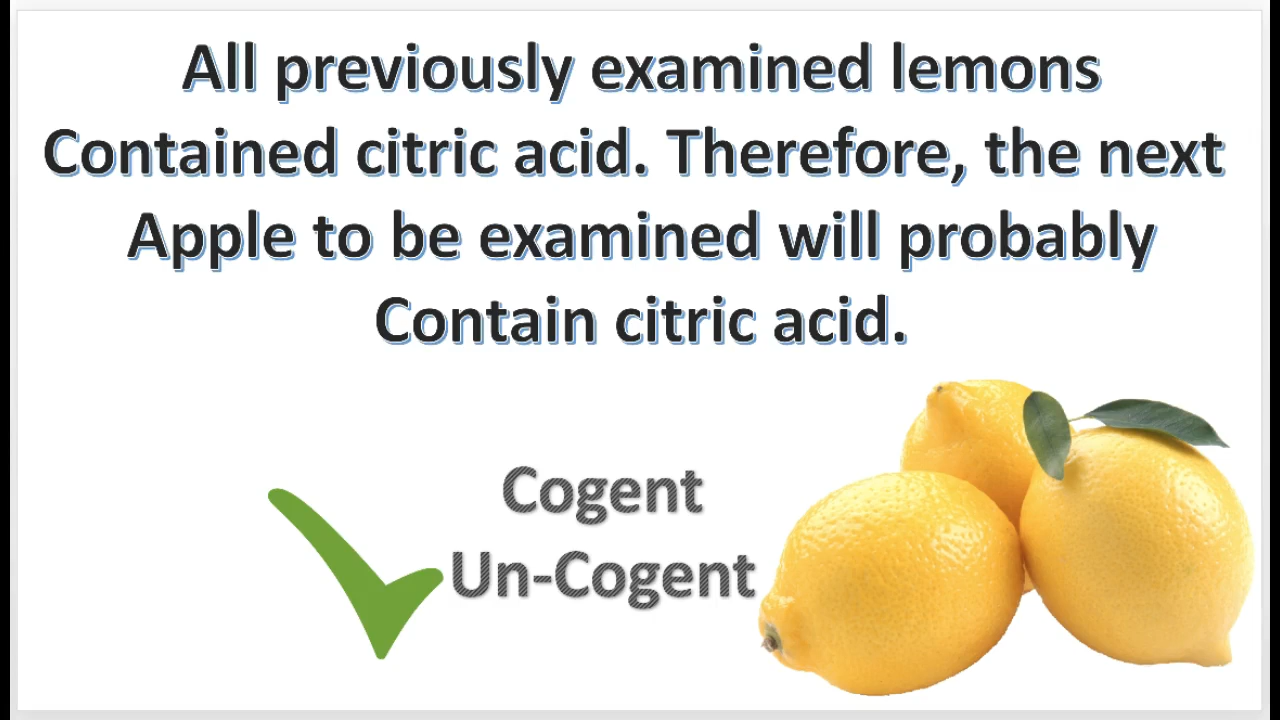 All previously examined lemons
Contained citric acid. Therefore, the next
Apple to be examined will probably
Contain citric acid.
Cogent
Un-Cogent